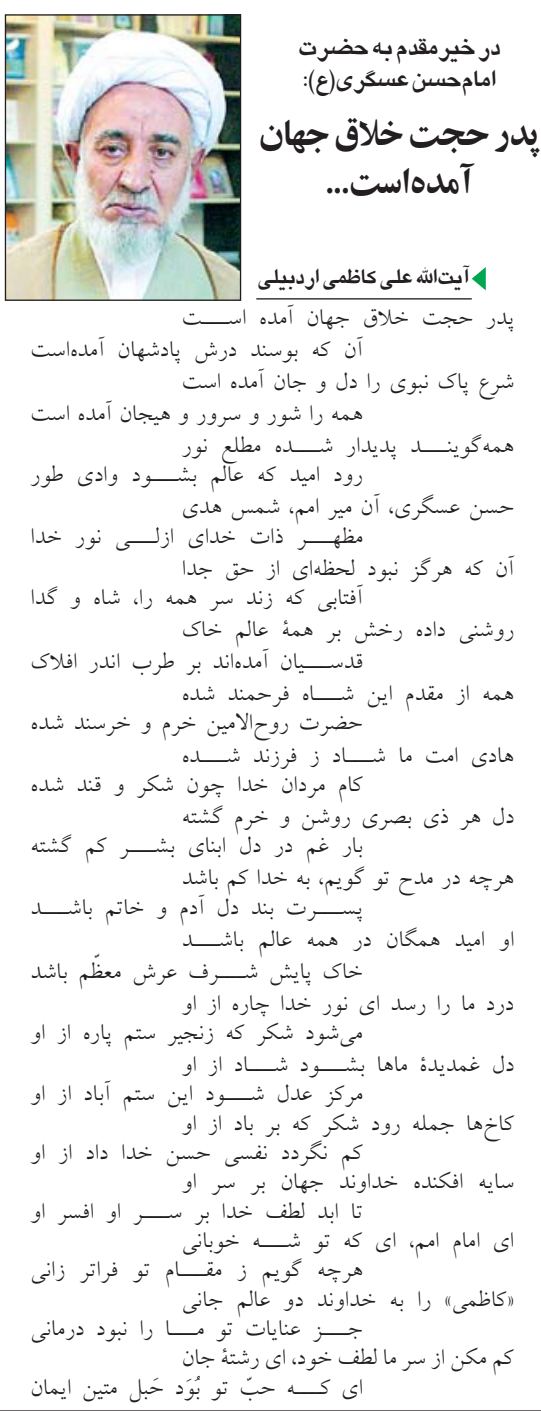 در خیرمقدم به حضرت
امام‌حسن عسگری(ع):
پدر حجت خلاق جهان
آمده‌است...
آیت‌الله علی کاظمی اردبیلی
پدر حجت خلاق جهان آمده است
آن که بوسند درش پادشهان آمده‌است
شرع پاک نبوی را دل و جان آمده است
همه را شور و سرور و هیجان آمده است
همه‌گویند پدیدار شده مطلع نور
رود امید که عالم بشود وادی طور
حسن عسگری، آن میر امم، شمس هدی
مظهر ذات خدای ازلی نور خدا
آن که هرگز نبود لحظه‌ای از حق جدا
آفتابی که زند سر همه را، شاه و گدا
روشنی داده رخش بر همهٔ عالم خاک
قدسیان آمده‌اند بر طرب اندر افلاک
همه از مقدم این شاه فرحمند شده
حضرت روح‌الامین خرم و خرسند شده
هادی امت ما شاد ز فرزند شده
کام مردان خدا چون شکر و قند شده
دل هر ذی بصری روشن و خرم گشته
بار غم در دل ابنای بشر کم گشته
هرچه در مدح تو گویم، به خدا کم باشد
پسرت بند دل آدم و خاتم باشد
او امید همگان در همه عالم باشد
خاک پایش شرف عرش معظّم باشد
درد ما را رسد ای نور خدا چاره از او
می‌شود شکر که زنجیر ستم پاره از او
دل غمدیدهٔ ماها بشود شاد از او
مرکز عدل شود این ستم آباد از او
کاخ‌ها جمله رود شکر که بر باد از او
کم نگردد نفسی حسن خدا داد از او
سایه افکنده خداوند جهان بر سر او
تا ابد لطف خدا بر سر او افسر او
ای امام امم، ای که تو شه خوبانی
هرچه گویم ز مقام تو فراتر زانی
«کاظمی» را به خداوند دو عالم جانی
جز عنایات تو ما را نبود درمانی
کم مکن از سر ما لطف خود، ای رشتهٔ جان
ای که حبّ تو بُوَد حَبل متین ایمان